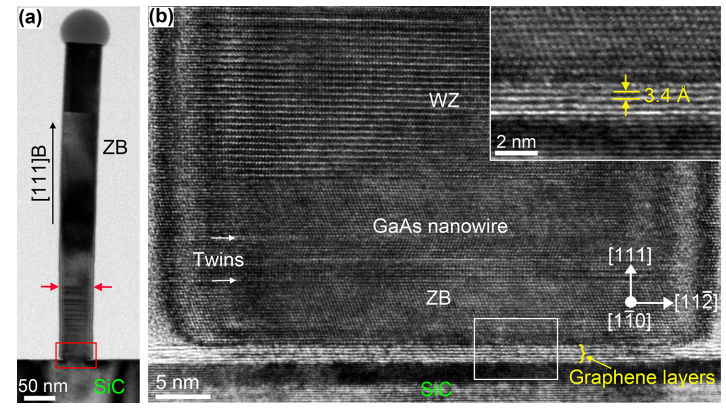 (a)
ZB
[111]B
50 nm
SiC
(b)
WZ
3.4 Å
2 nm
GaAs nanowire
Twins
ZB
[111]
[112̄]
[11̄0]
Graphene layers
5 nm
SiC